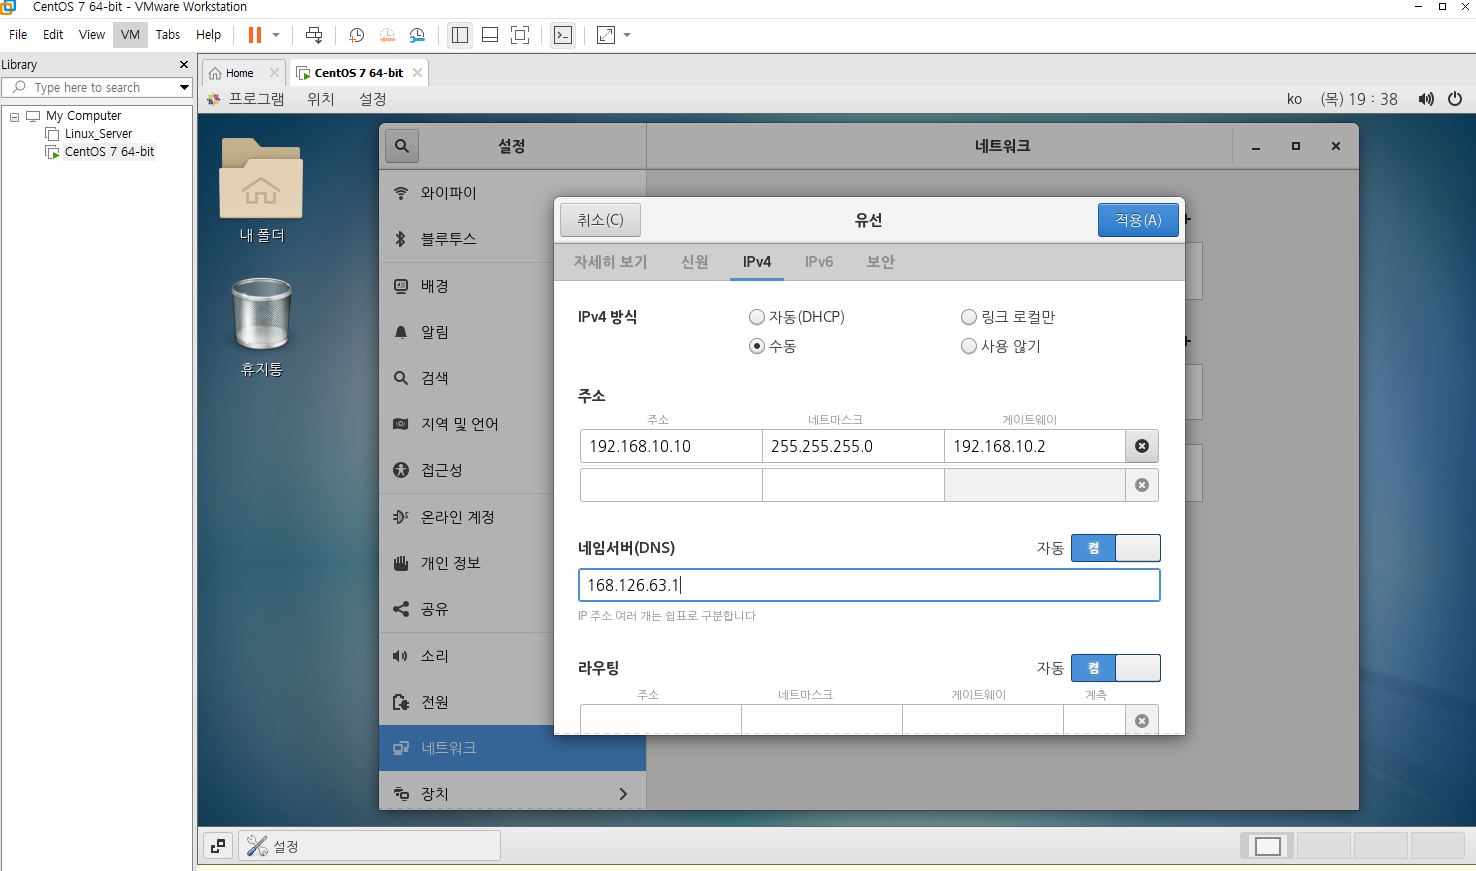 CentOS 7 64-bit - VMware Workstation
File Edit View VM Tabs Help
Library
Home
CentOS 7 64-bit
Type here to search
프로그램 위치 설정
ko (목) 19 : 38
My Computer
Linux_Server
CentOS 7 64-bit
내 폴더
휴지통
설정
네트워크
와이파이
블루투스
배경
알림
검색
지역 및 언어
접근성
온라인 계정
개인 정보
공유
소리
전원
네트워크
장치
취소(C)
유선
적용(A)
자세히 보기 신원 IPv4 IPv6 보안
IPv4 방식
자동(DHCP) 링크 로컬만
수동 사용 않기
주소
주소 네트마스크 게이트웨이
192.168.10.10 255.255.255.0 192.168.10.2
네임서버(DNS) 자동 켬
168.126.63.1
IP 주소 여러 개는 쉼표로 구분합니다
라우팅 자동 켬
주소 네트마스크 게이트웨이 계측
설정